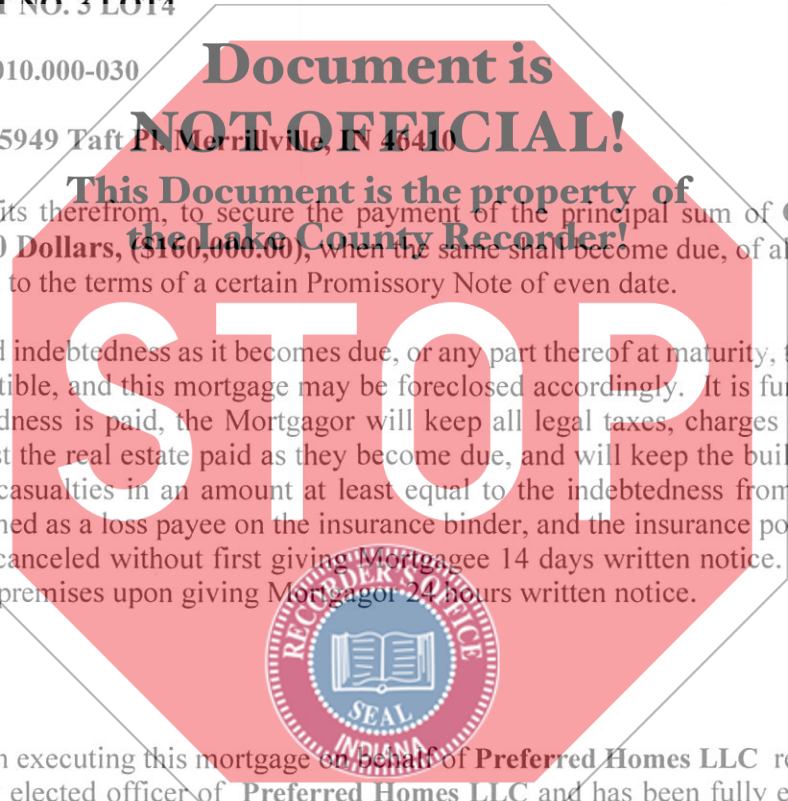 T NO. 3 LOT4
Document is
010.000-030
NOT OFFICIAL!
5949 Taft Pl. Merrillville, IN 46410
This Document is the property of
its therefrom, to secure the payment of the principal sum of
the Lake County Recorder!
0 Dollars, ($160,000.00), when the same shall become due, of al
to the terms of a certain Promissory Note of even date.
STOP
d indebtedness as it becomes due, or any part thereof at maturity, t
tible, and this mortgage may be foreclosed accordingly. It is fur
dness is paid, the Mortgagor will keep all legal taxes, charges
st the real estate paid as they become due, and will keep the buil
casualties in an amount at least equal to the indebtedness from
ned as a loss payee on the insurance binder, and the insurance po
canceled without first giving Mortgagee 14 days written notice.
premises upon giving Mortgagor 24 hours written notice.
RECORDER'S OFFICE
SEAL
INDIANA
n executing this mortgage on behalf of Preferred Homes LLC re
elected officer of Preferred Homes LLC and has been fully e